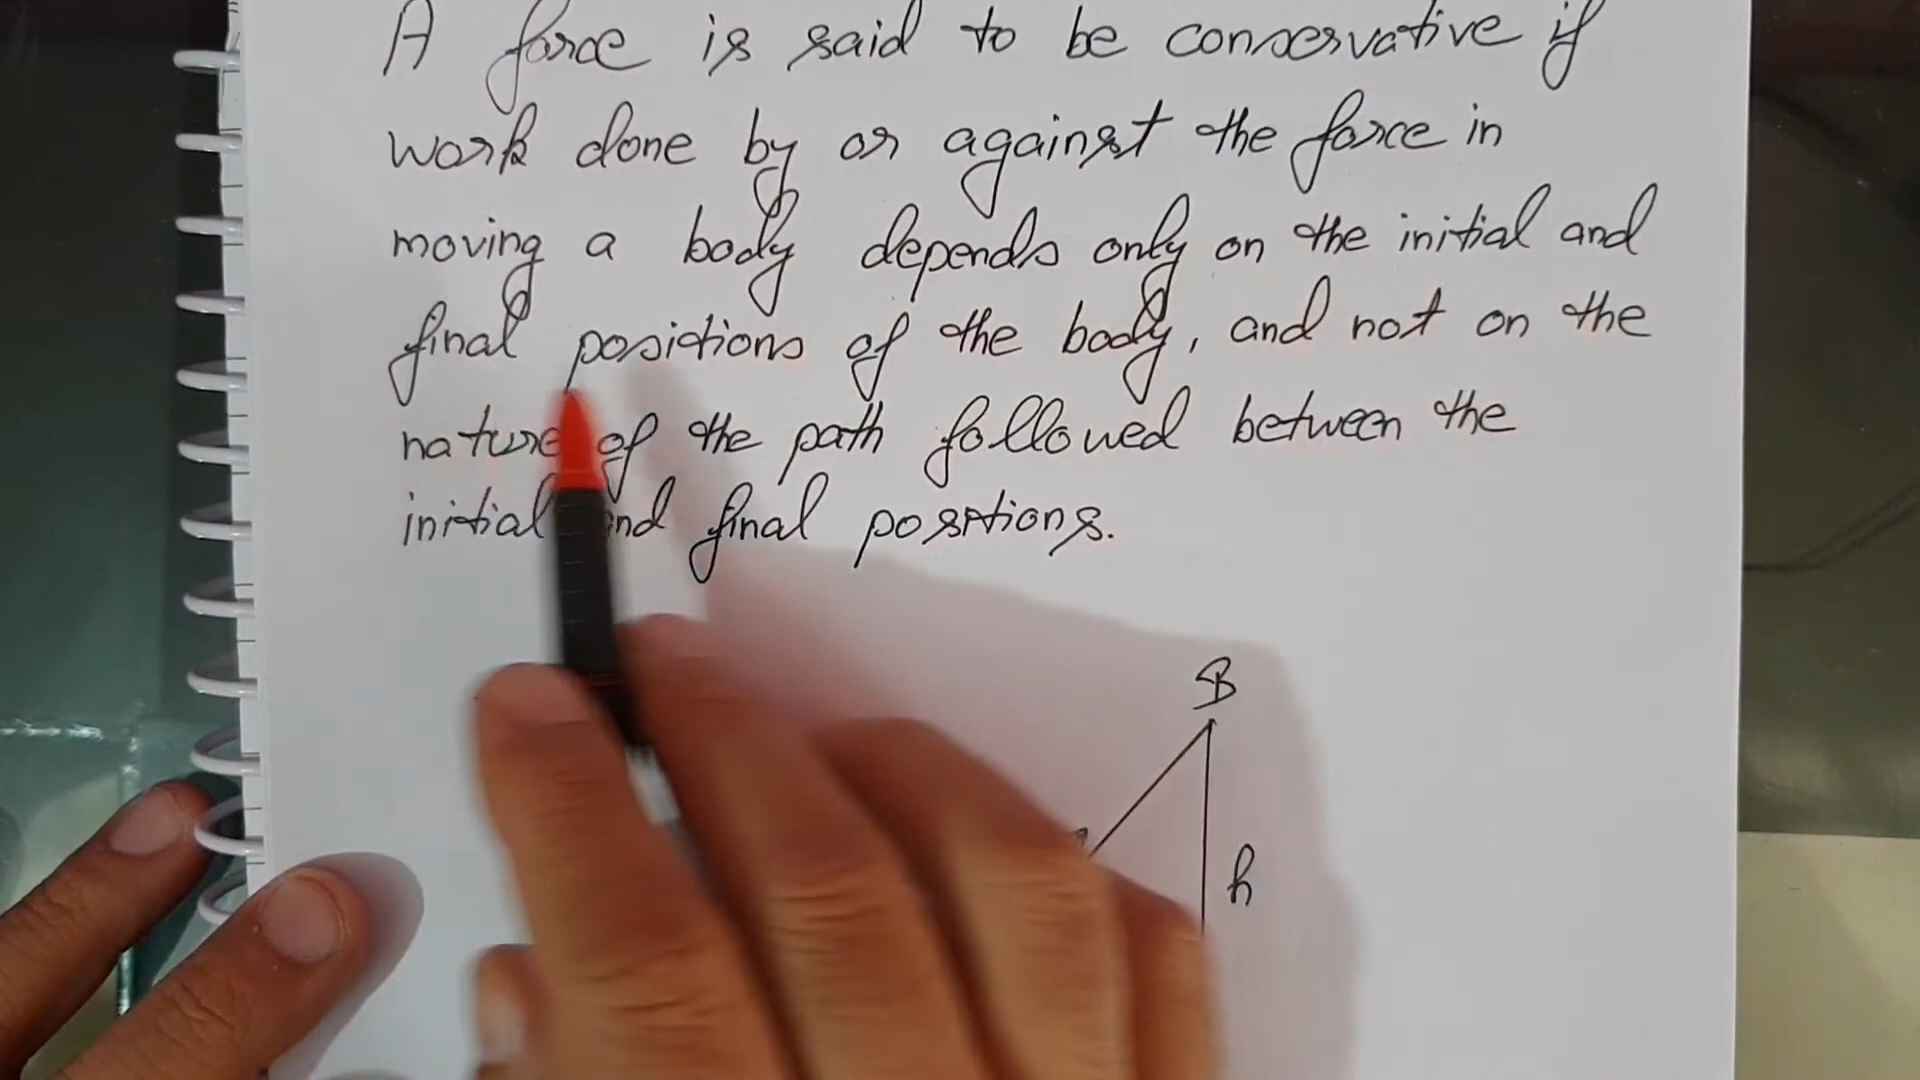 A force is said to be conservative if
work done by or against the force in
moving a body depends only on the initial and
final positions of the body, and not on the
nature of the path followed between the
initial and final positions.
B
h